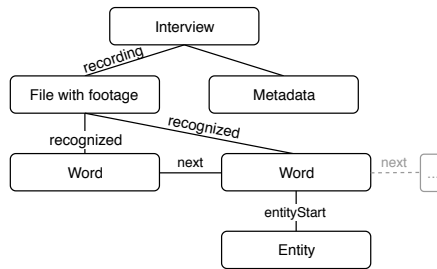 Interview
recording
File with footage
Metadata
recognized
recognized
Word
next
Word
next
...
entityStart
Entity